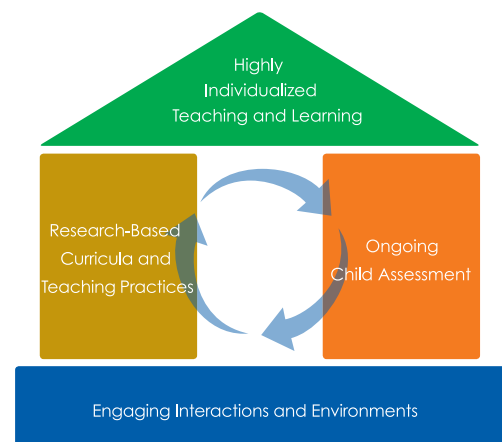 Highly
Individualized
Teaching and Learning
Research-Based
Curricula and
Teaching Practices
Ongoing
Child Assessment
Engaging Interactions and Environments